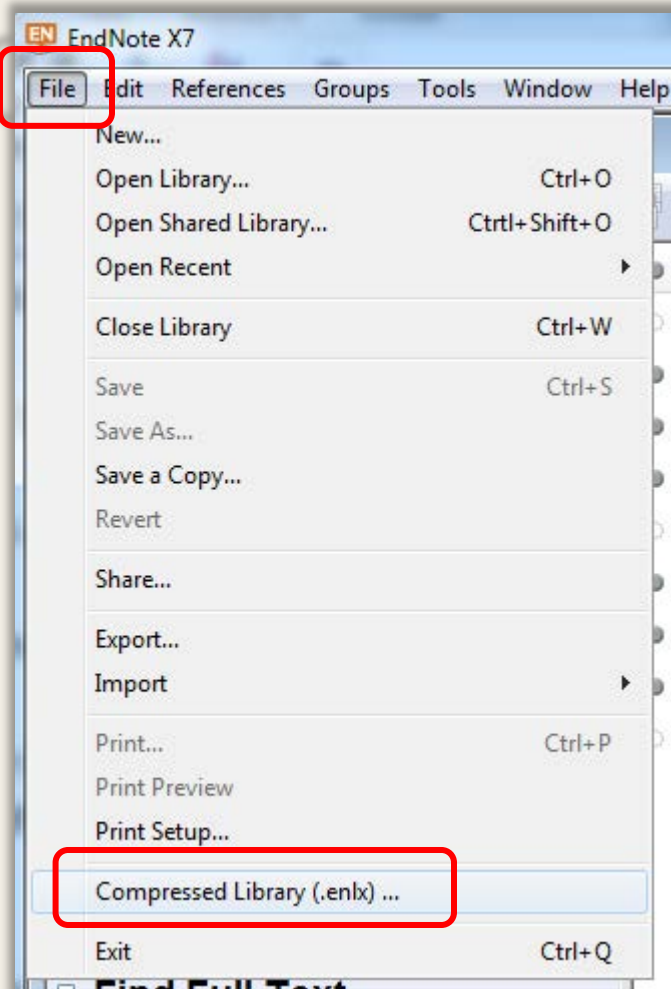 EN EndNote X7
File Edit References Groups Tools Window Help
New...
Open Library... Ctrl+O
Open Shared Library... Ctrtl+Shift+O
Open Recent
Close Library Ctrl+W
Save Ctrl+S
Save As...
Save a Copy...
Revert
Share...
Export...
Import
Print... Ctrl+P
Print Preview
Print Setup...
Compressed Library (.enlx) ...
Exit Ctrl+Q
Find Full Text